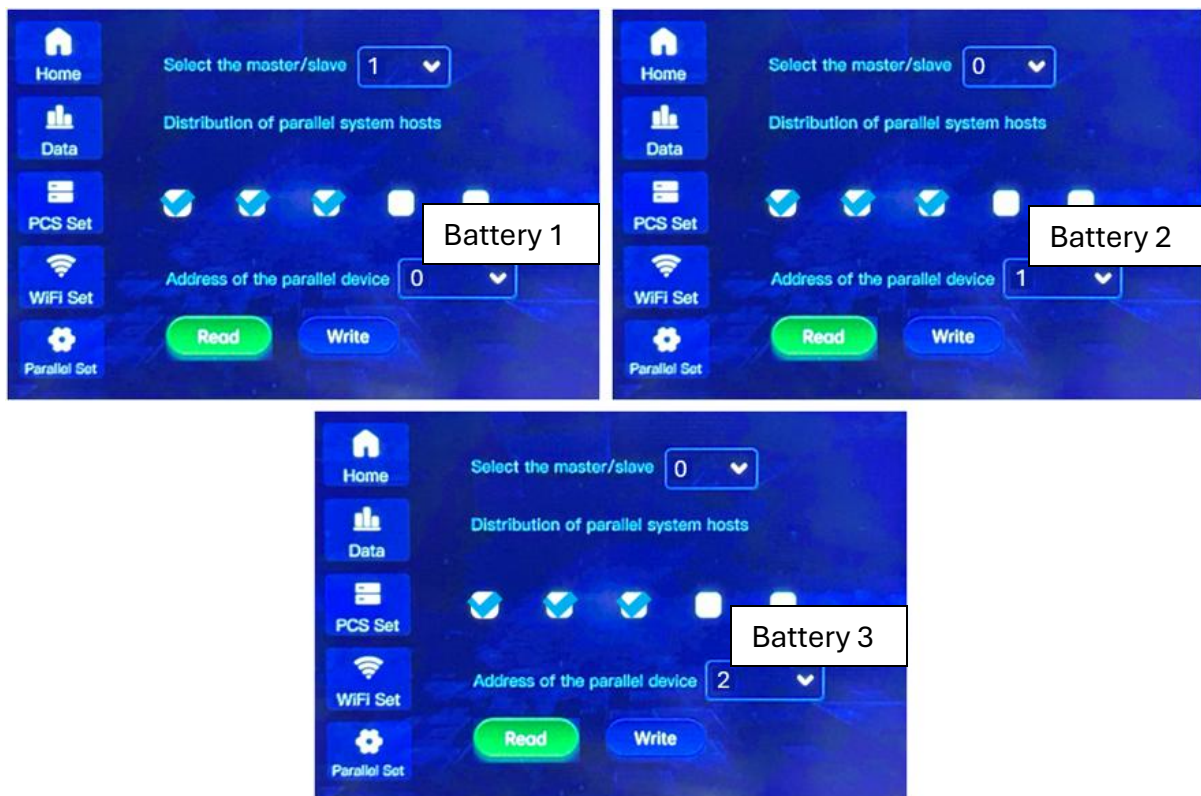 Home
Select the master/slave 1
Distribution of parallel system hosts
Data
PCS Set
Battery 1
Address of the parallel device 0
WiFi Set
Read Write
Parallel Set
Home
Select the master/slave 0
Distribution of parallel system hosts
Data
PCS Set
Battery 2
Address of the parallel device 1
WiFi Set
Read Write
Parallel Set
Home
Select the master/slave 0
Distribution of parallel system hosts
Data
PCS Set
Battery 3
Address of the parallel device 2
WiFi Set
Read Write
Parallel Set